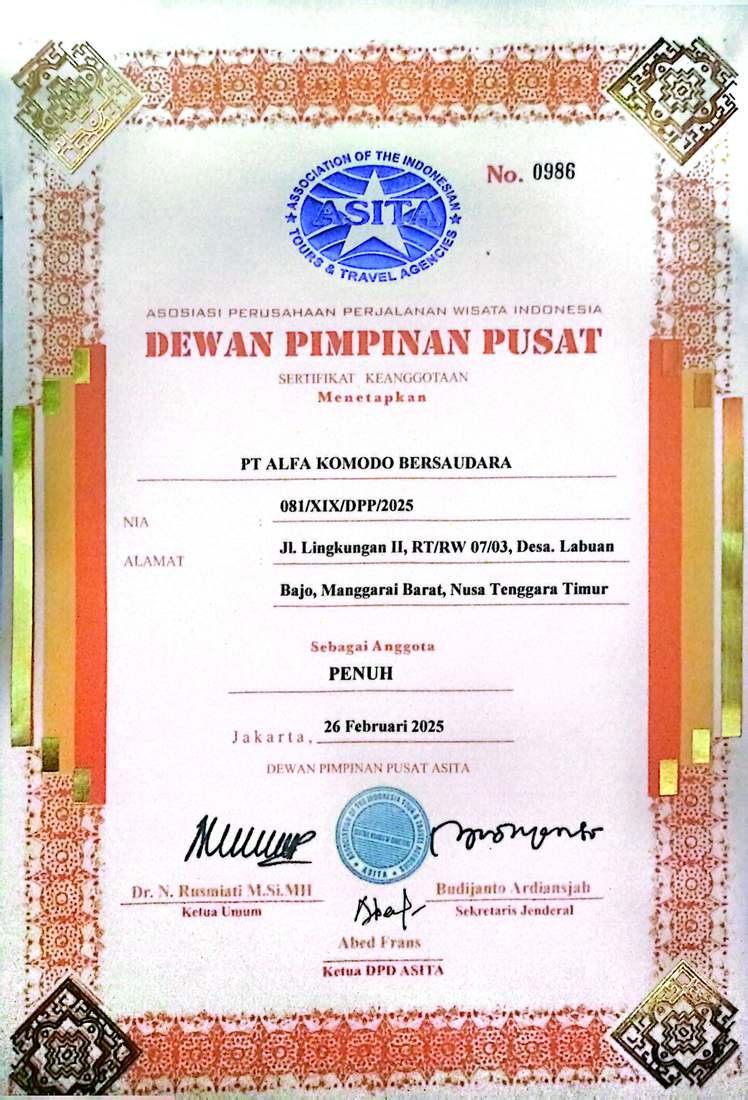 ASSOCIATION OF THE INDONESIAN
ASITA
TOURS & TRAVEL AGENCIES
No. 0986
ASOSIASI PERUSAHAAN PERJALANAN WISATA INDONESIA
DEWAN PIMPINAN PUSAT
SERTIFIKAT KEANGGOTAAN
Menetapkan
PT ALFA KOMODO BERSAUDARA
NIA : 081/XIX/DPP/2025
ALAMAT : Jl. Lingkungan II, RT/RW 07/03, Desa. Labuan
Bajo, Manggarai Barat, Nusa Tenggara Timur
Sebagai Anggota
PENUH
Jakarta, 26 Februari 2025
DEWAN PIMPINAN PUSAT ASITA
ASITA
Dr. N. Rusmiati M.Si.MH
Ketua Umum
Budijanto Ardiansjah
Sekretaris Jenderal
Abed Frans
Ketua DPD ASITA